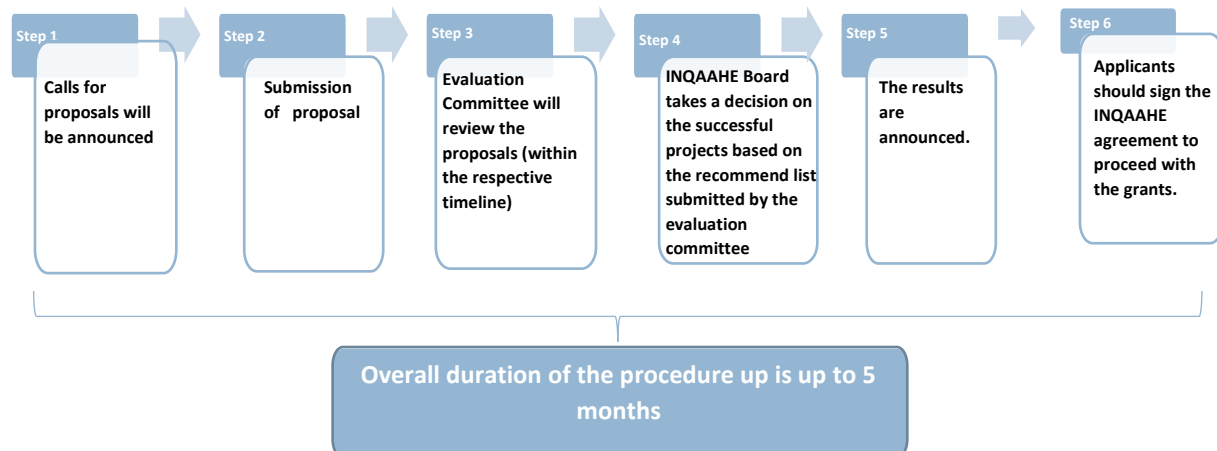 Step 1
Calls for
proposals will
be announced
Step 2
Submission
of proposal
Step 3
Evaluation
Committee will
review the
proposals (within
the respective
timeline)
Step 4
INQAAHE Board
takes a decision on
the successful
projects based on
the recommend list
submitted by the
evaluation
committee
Step 5
The results
are
announced.
Step 6
Applicants
should sign the
INQAAHE
agreement to
proceed with
the grants.
Overall duration of the procedure up is up to 5
months